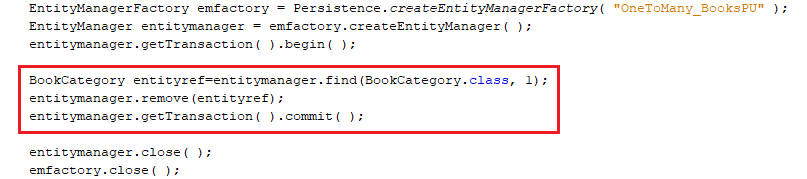 EntityManagerFactory emfactory = Persistence.createEntityManagerFactory( "OneToMany_BooksPU" );
EntityManager entitymanager = emfactory.createEntityManager( );
entitymanager.getTransaction( ).begin( );
BookCategory entityref=entitymanager.find(BookCategory.class, 1);
entitymanager.remove(entityref);
entitymanager.getTransaction( ).commit( );
entitymanager.close( );
emfactory.close( );